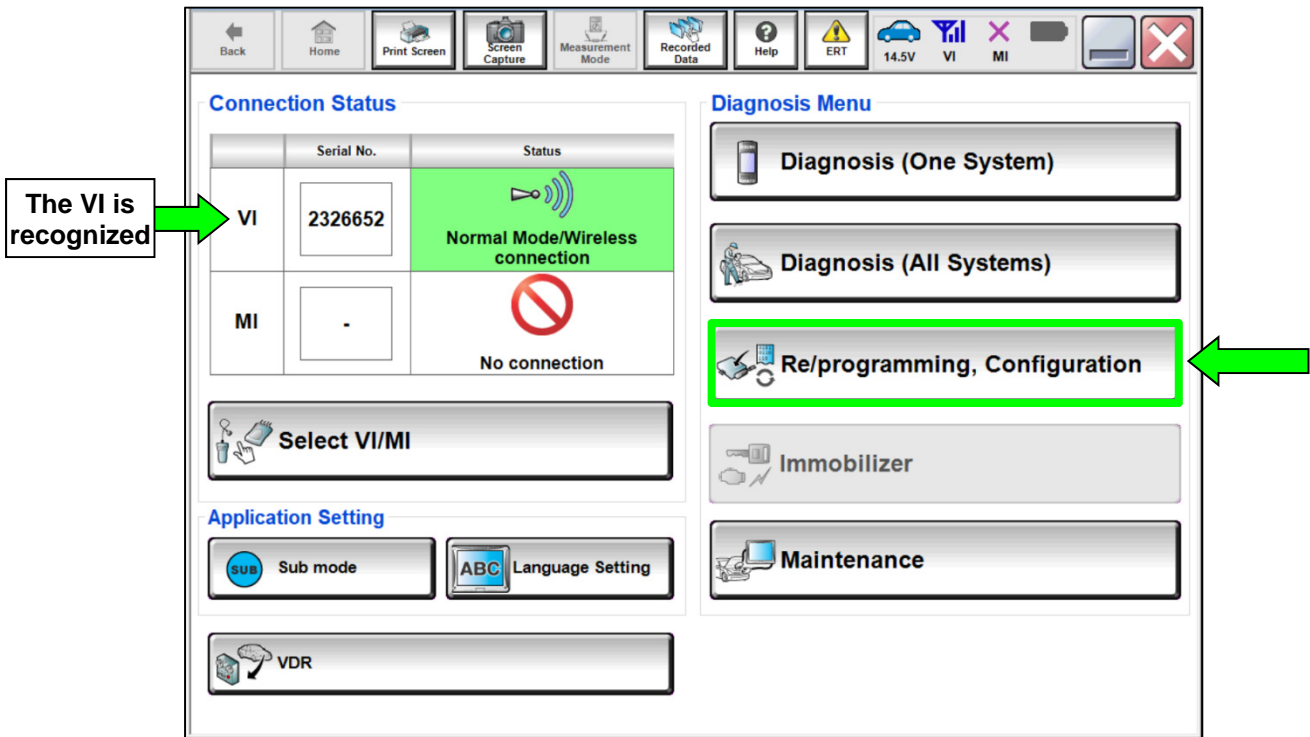 Back
Home
Print Screen
Screen
Capture
Measurement
Mode
Recorded
Data
Help
ERT
14.5V
VI
MI
Connection Status
Serial No.
Status
VI
2326652
Normal Mode/Wireless
connection
MI
-
No connection
Select VI/MI
Application Setting
SUB
Sub mode
ABC
Language Setting
VDR
Diagnosis Menu
Diagnosis (One System)
Diagnosis (All Systems)
Re/programming, Configuration
Immobilizer
Maintenance
The VI is
recognized